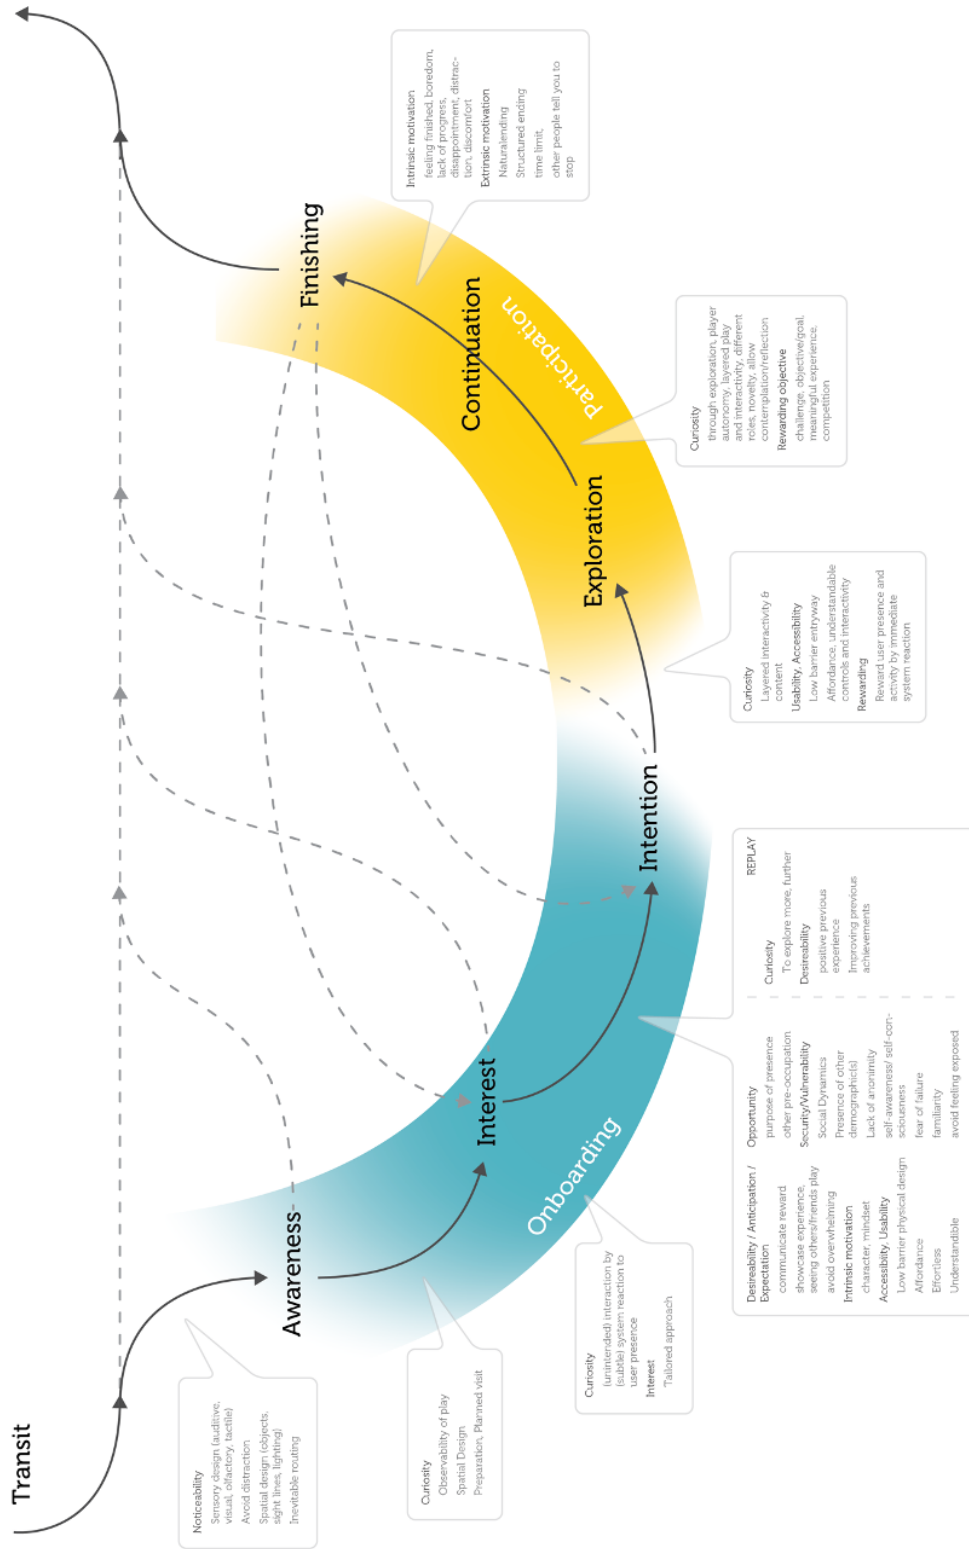 Transit
Noticeability
Sensory design (auditive,
visual, olfactory, tactile)
Avoid distraction
Spatial design (objects,
sight lines, lighting)
Inevitable routing
Awareness
Curiosity
Observability of play
Spatial Design
Preparation, Planned visit
Interest
Onboarding
Curiosity
(unintended) interaction by
(subtle) system reaction to
user presence
Interest
Tailored approach
Desireability / Anticipation /
Expectation
communicate reward
showcase experience,
seeing others/friends play
avoid overwhelming
Intrinsic motivation
character, mindset
Accessibility, Usability
Low barrier physical design
Affordance
Effortless
Understandible
Opportunity
purpose of presence
other pre-occupation
Security/Vulnerability
Social Dynamics
Presence of other
demographic(s)
Lack of anonimity
self-awareness/ self-con-
sciousness
fear of failure
familiarity
avoid feeling exposed
REPLAY
Curiosity
To explore more, further
Desireability
positive previous
experience
Improving previous
achievements
Intention
Curiosity
Layered interactivity &
content
Usability, Accessibility
Low barrier entryway
Affordance, understandable
controls and interactivity
Rewarding
Reward user presence and
activity by immediate
system reaction
Exploration
Participation
Curiosity
through exploration, player
autonomy, layered play
and interactivity, different
roles, novelty, allow
contemplation/reflection
Rewarding objective
challenge, objective/goal,
meaningful experience,
competition
Continuation
Finishing
Intrinsic motivation
feeling finished, boredom,
lack of progress,
disappointment, distrac-
tion, discomfort
Extrinsic motivation
Naturalending
Structured ending
time limit,
other people tell you to
stop